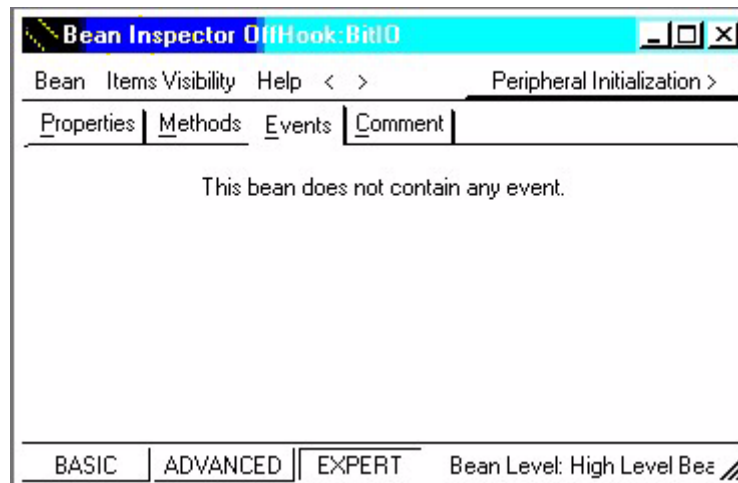 Bean Inspector OffHook:BitIO
Bean Items Visibility Help < > Peripheral Initialization >
Properties Methods Events Comment
This bean does not contain any event.
BASIC ADVANCED EXPERT Bean Level: High Level Bea